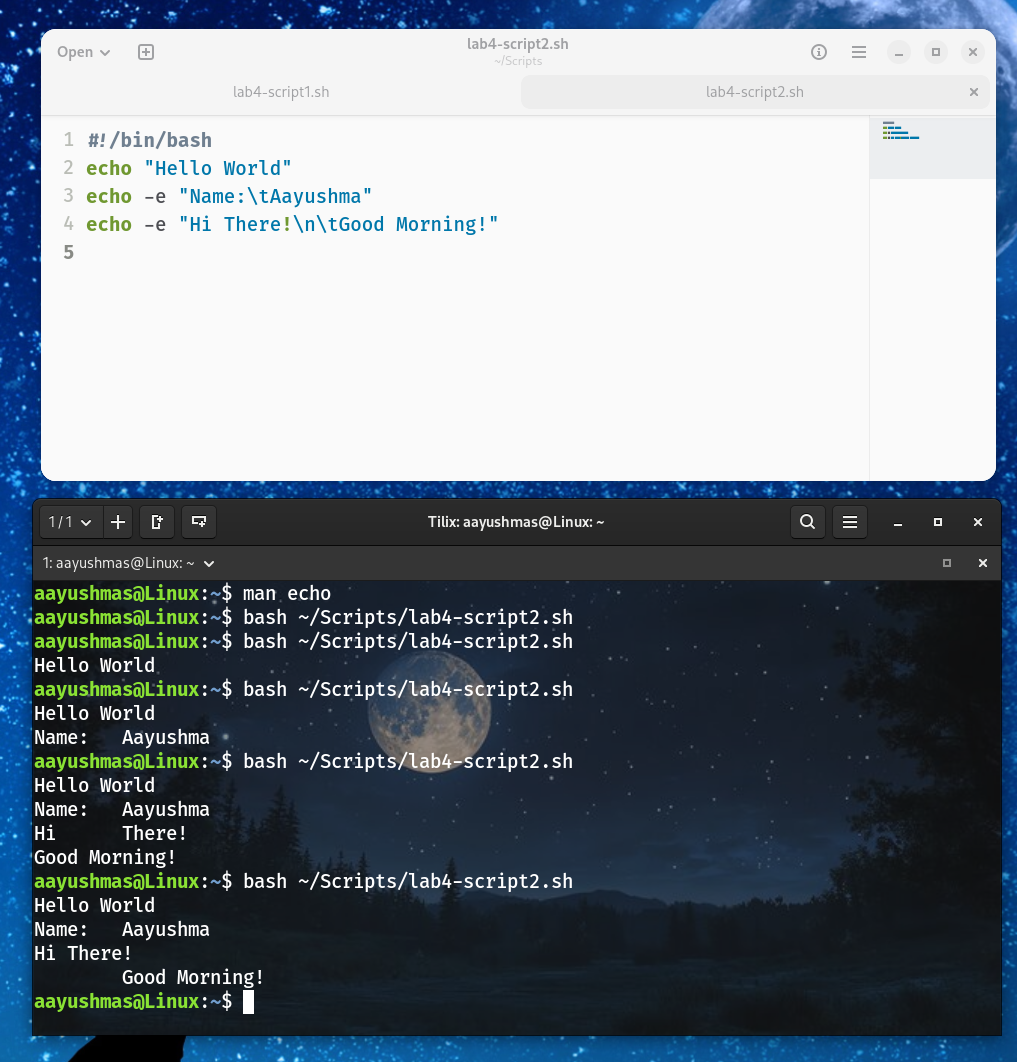 Open
lab4-script2.sh
~/Scripts
lab4-script1.sh
lab4-script2.sh
1 #!/bin/bash
2 echo "Hello World"
3 echo -e "Name:\tAayushma"
4 echo -e "Hi There!\n\tGood Morning!"
5
1 / 1
Tilix: aayushmas@Linux: ~
1: aayushmas@Linux: ~
aayushmas@Linux:~$ man echo
aayushmas@Linux:~$ bash ~/Scripts/lab4-script2.sh
aayushmas@Linux:~$ bash ~/Scripts/lab4-script2.sh
Hello World
aayushmas@Linux:~$ bash ~/Scripts/lab4-script2.sh
Hello World
Name:   Aayushma
aayushmas@Linux:~$ bash ~/Scripts/lab4-script2.sh
Hello World
Name:   Aayushma
Hi      There!
Good Morning!
aayushmas@Linux:~$ bash ~/Scripts/lab4-script2.sh
Hello World
Name:   Aayushma
Hi There!
        Good Morning!
aayushmas@Linux:~$